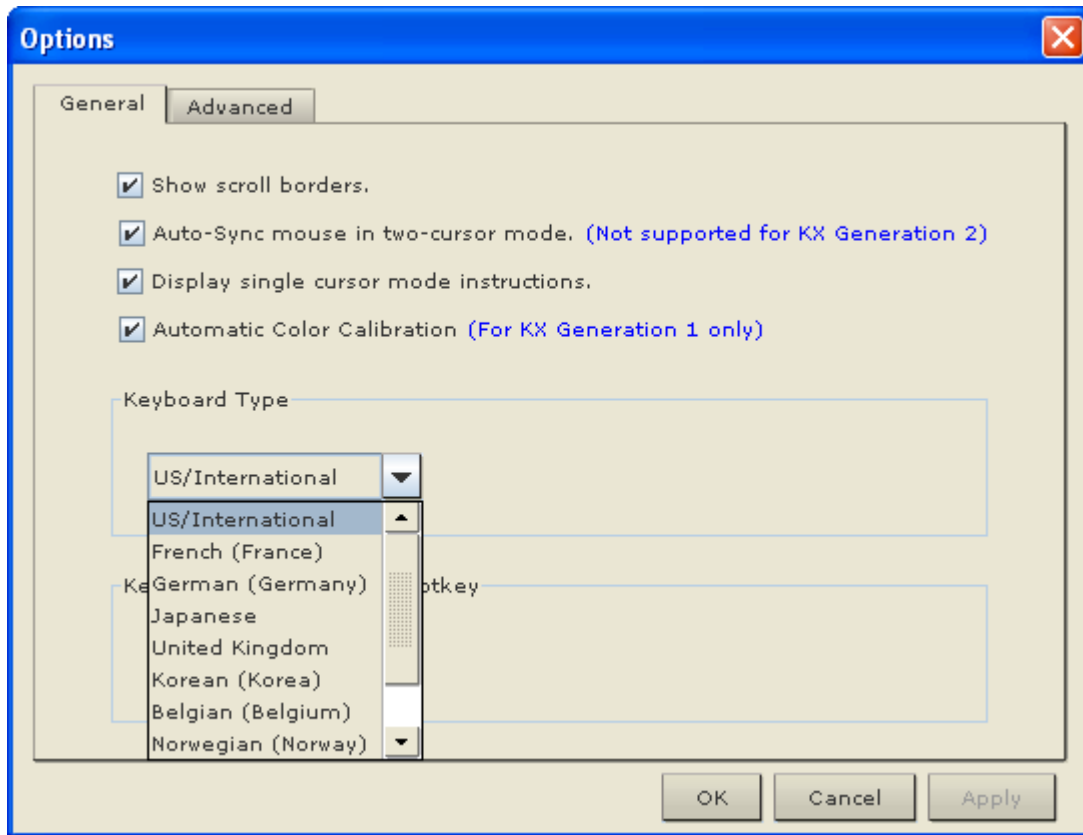 Options
General
Advanced
Show scroll borders.
Auto-Sync mouse in two-cursor mode. (Not supported for KX Generation 2)
Display single cursor mode instructions.
Automatic Color Calibration (For KX Generation 1 only)
Keyboard Type
US/International
US/International
French (France)
German (Germany)
Japanese
United Kingdom
Korean (Korea)
Belgian (Belgium)
Norwegian (Norway)
OK
Cancel
Apply